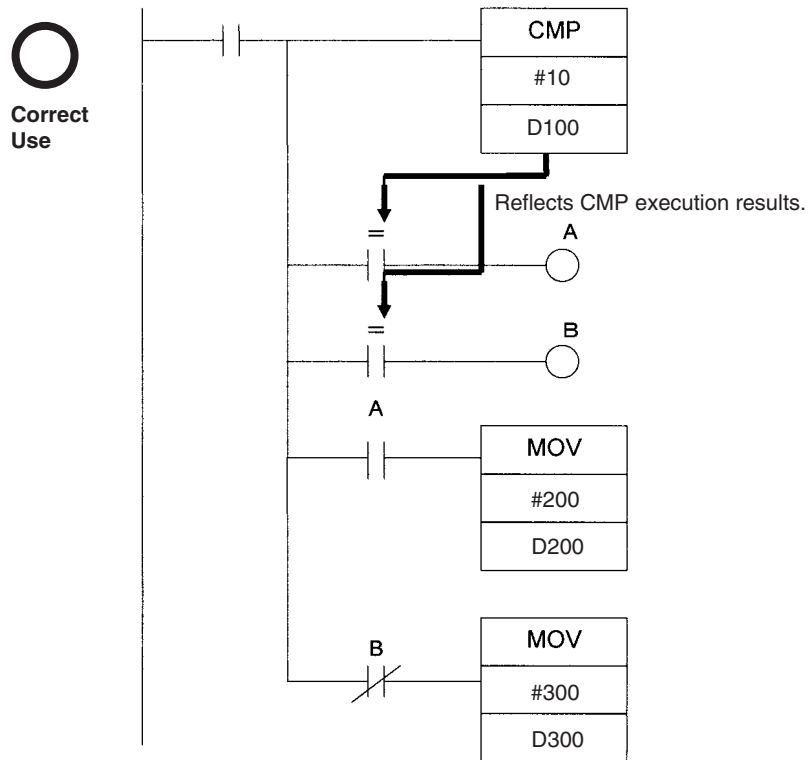 CMP
#10
D100
Correct
Use
Reflects CMP execution results.
=
A
=
B
A
MOV
#200
D200
B
MOV
#300
D300